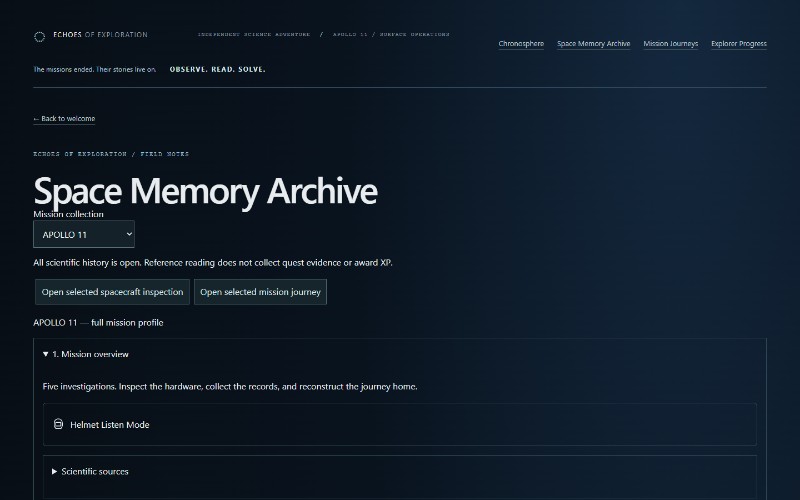 ECHOES OF EXPLORATION
INDEPENDENT SCIENCE ADVENTURE / APOLLO 11 / SURFACE OPERATIONS
Chronosphere Space Memory Archive Mission Journeys Explorer Progress
The missions ended. Their stories live on. OBSERVE. READ. SOLVE.
← Back to welcome
ECHOES OF EXPLORATION / FIELD NOTES
Space Memory Archive
Mission collection
APOLLO 11
All scientific history is open. Reference reading does not collect quest evidence or award XP.
Open selected spacecraft inspection Open selected mission journey
APOLLO 11 — full mission profile
▼ 1. Mission overview
Five investigations. Inspect the hardware, collect the records, and reconstruct the journey home.
Helmet Listen Mode
▶ Scientific sources